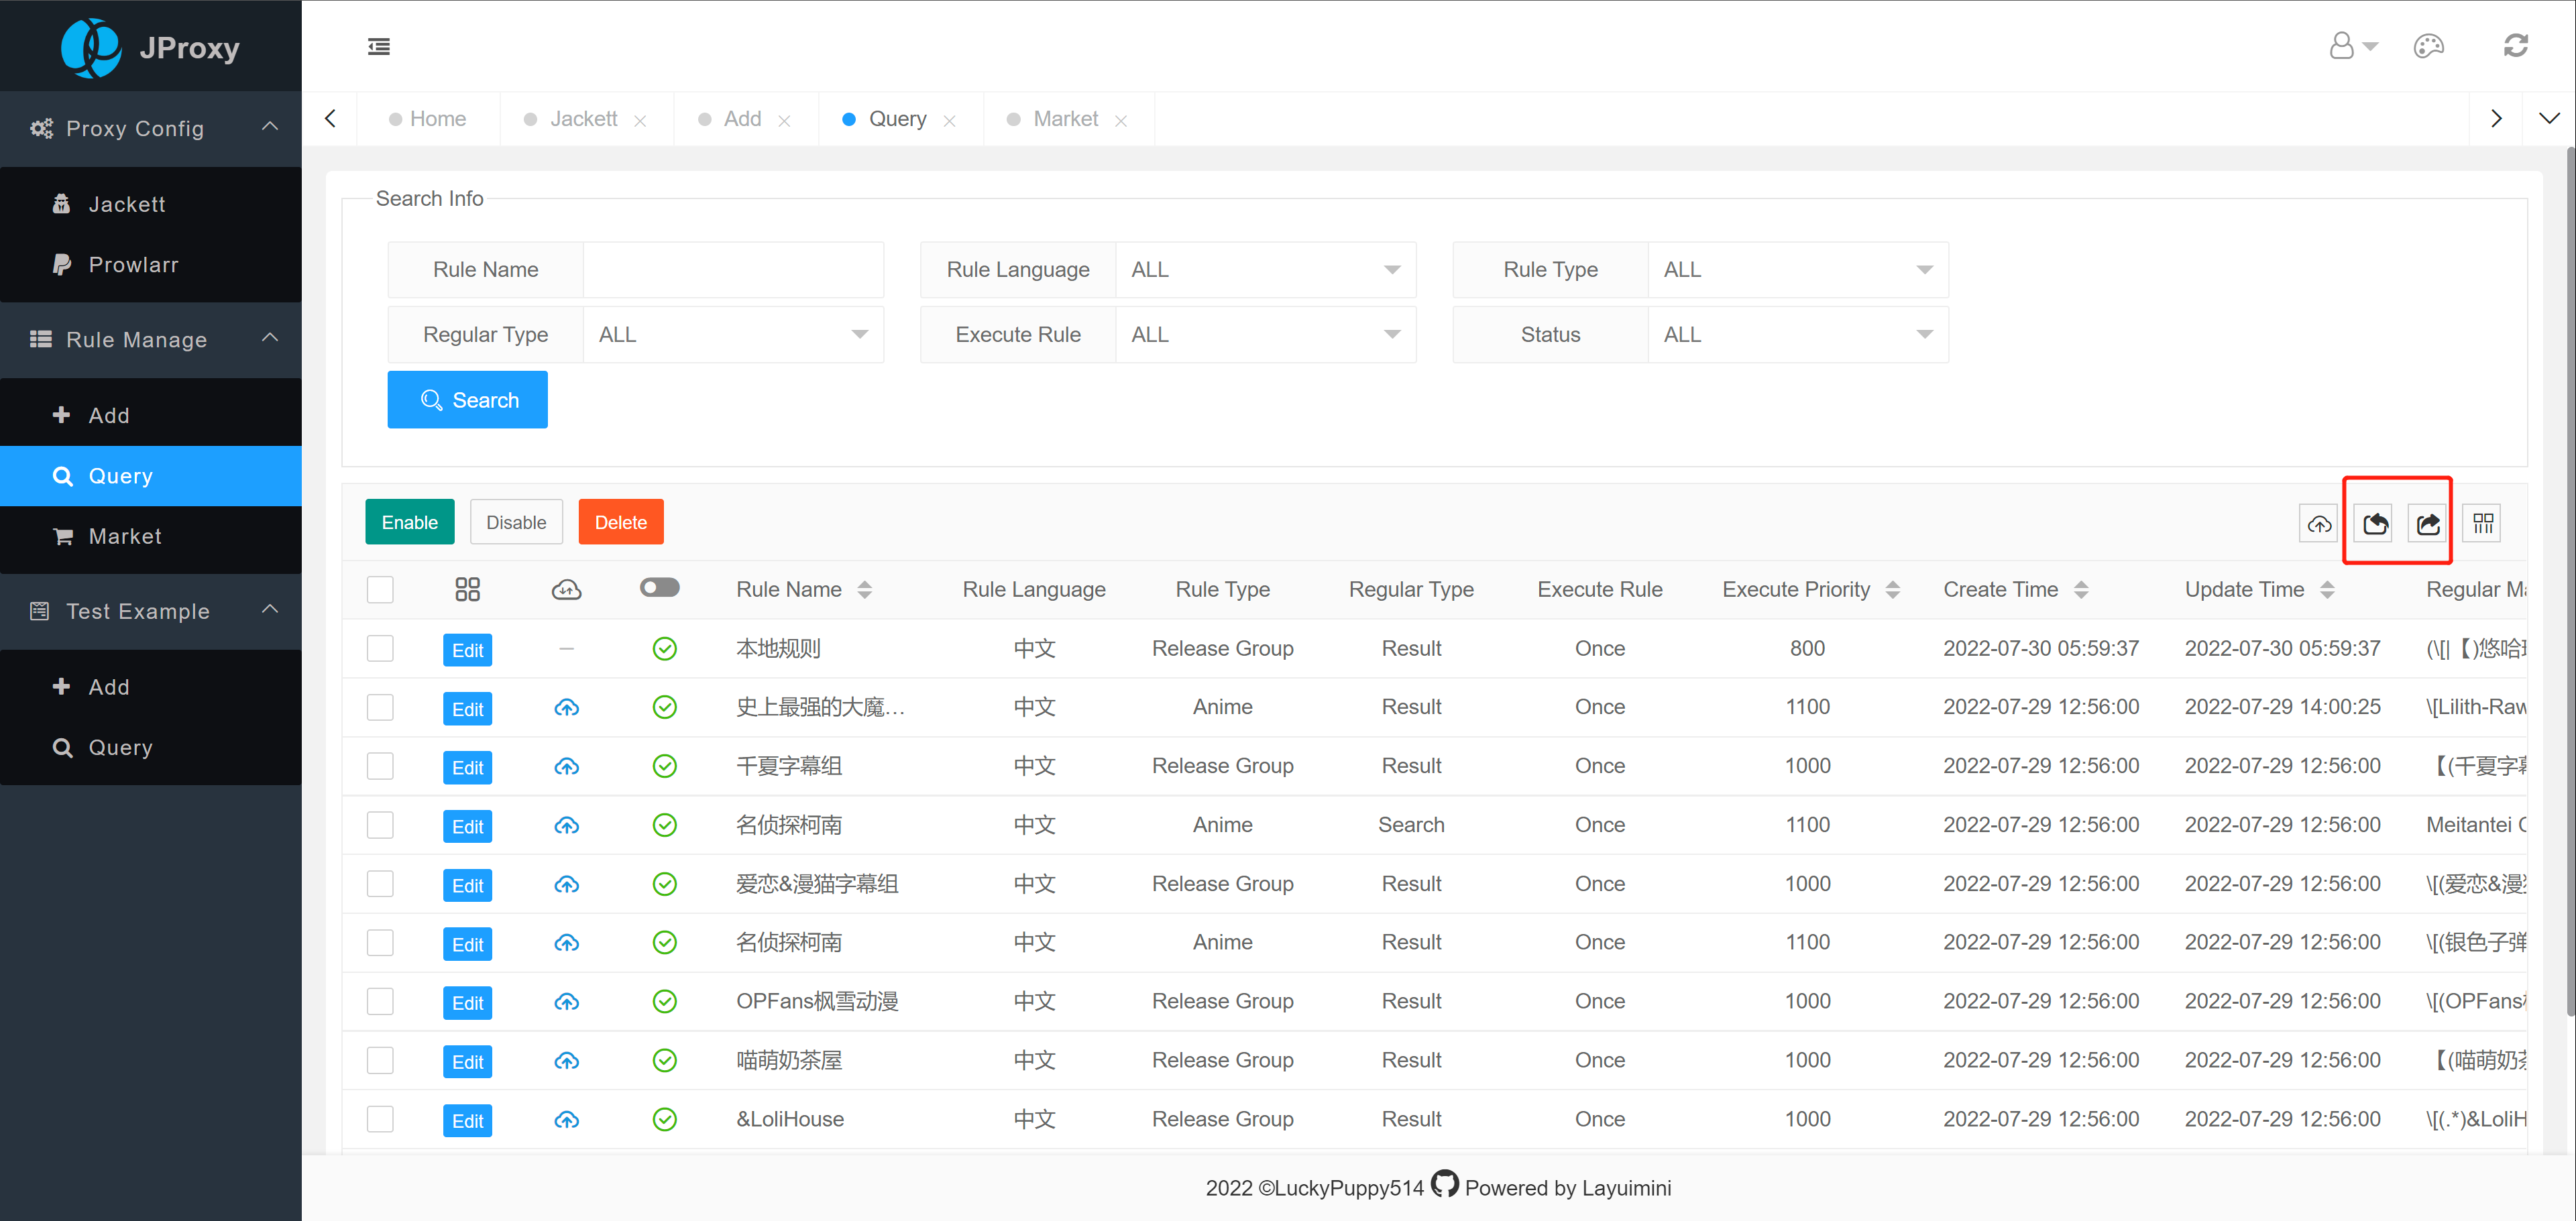 JProxy
Proxy Config
Jackett
Prowlarr
Rule Manage
Add
Query
Market
Test Example
Add
Query
Home Jackett Add Query Market
Search Info
Rule Name Rule Language ALL Rule Type ALL
Regular Type ALL Execute Rule ALL Status ALL
Search
Enable Disable Delete
Rule Name Rule Language Rule Type Regular Type Execute Rule Execute Priority Create Time Update Time Regular
Edit 本地规则 中文 Release Group Result Once 800 2022-07-30 05:59:37 2022-07-30 05:59:37 (\[|【)悠哈
Edit 史上最强的大魔… 中文 Anime Result Once 1100 2022-07-29 12:56:00 2022-07-29 14:00:25 \[Lilith-Raw
Edit 千夏字幕组 中文 Release Group Result Once 1000 2022-07-29 12:56:00 2022-07-29 12:56:00 【(千夏字
Edit 名侦探柯南 中文 Anime Search Once 1100 2022-07-29 12:56:00 2022-07-29 12:56:00 Meitantei
Edit 爱恋&漫猫字幕组 中文 Release Group Result Once 1000 2022-07-29 12:56:00 2022-07-29 12:56:00 \[(爱恋&漫
Edit 名侦探柯南 中文 Anime Result Once 1100 2022-07-29 12:56:00 2022-07-29 12:56:00 \[(银色子弹
Edit OPFans枫雪动漫 中文 Release Group Result Once 1000 2022-07-29 12:56:00 2022-07-29 12:56:00 \[(OPFans
Edit 喵萌奶茶屋 中文 Release Group Result Once 1000 2022-07-29 12:56:00 2022-07-29 12:56:00 【(喵萌奶
Edit &LoliHouse 中文 Release Group Result Once 1000 2022-07-29 12:56:00 2022-07-29 12:56:00 \[(.*)&LoliH
2022 ©LuckyPuppy514 Powered by Layuimini